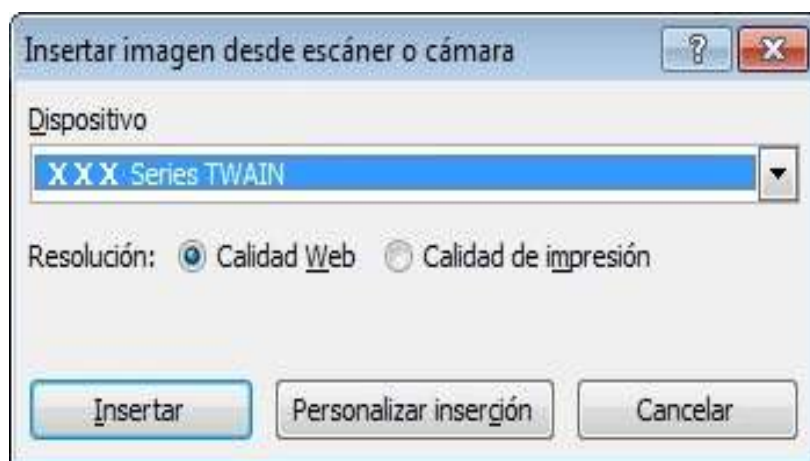 Insertar imagen desde escáner o cámara
?
Dispositivo
X X X Series TWAIN
Resolución: Calidad Web Calidad de impresión
Insertar Personalizar inserción Cancelar